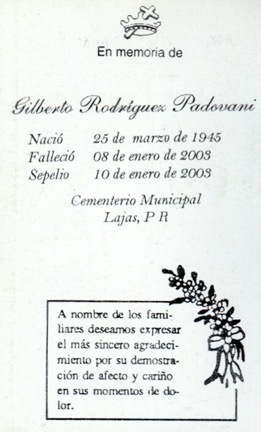 En memoria de
Gilberto Rodríguez Padovani
Nació 25 de marzo de 1945
Falleció 08 de enero de 2003
Sepelio 10 de enero de 2003
Cementerio Municipal
Lajas, P R
A nombre de los fami-
liares deseamos expresar
el más sincero agradeci-
miento por su demostra-
ción de afecto y cariño
en sus momentos de do-
lor.